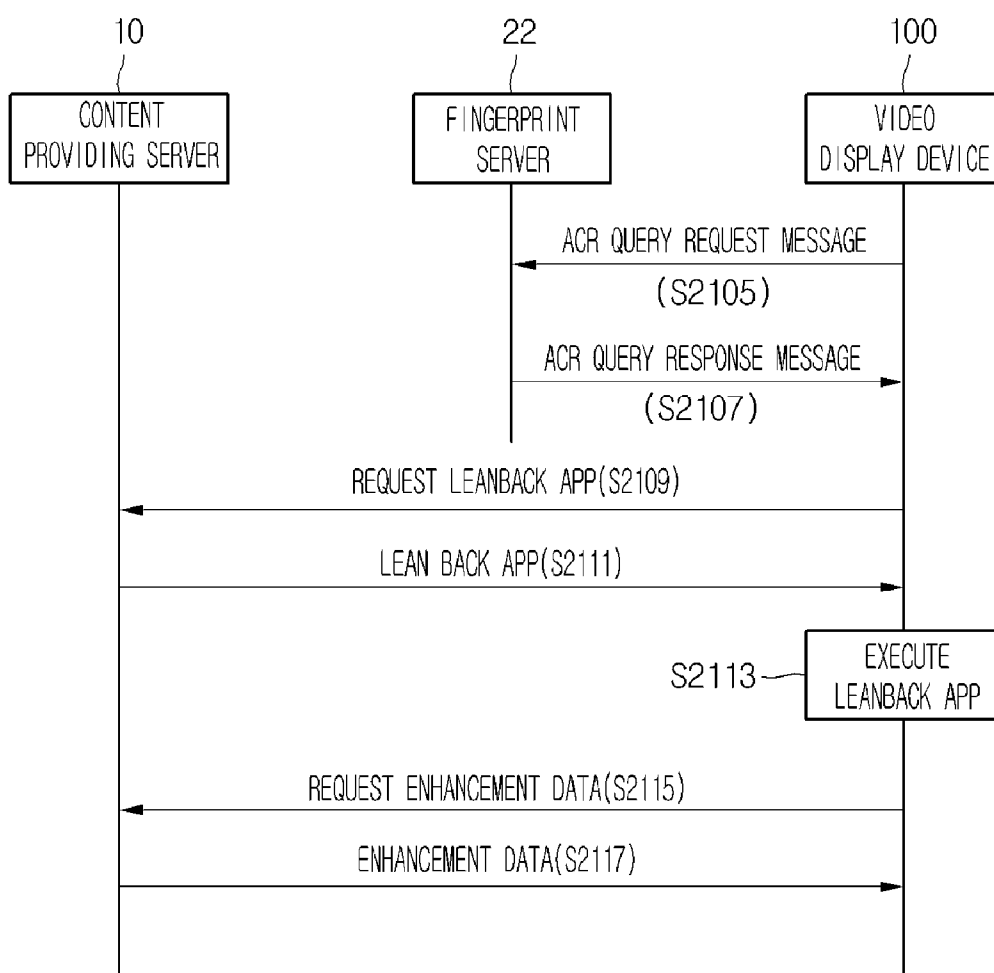 10
22
100
CONTENT
PROVIDING SERVER
FINGERPRINT
SERVER
VIDEO
DISPLAY DEVICE
ACR QUERY REQUEST MESSAGE
(S2105)
ACR QUERY RESPONSE MESSAGE
(S2107)
REQUEST LEANBACK APP(S2109)
LEAN BACK APP(S2111)
S2113
EXECUTE
LEANBACK APP
REQUEST ENHANCEMENT DATA(S2115)
ENHANCEMENT DATA(S2117)